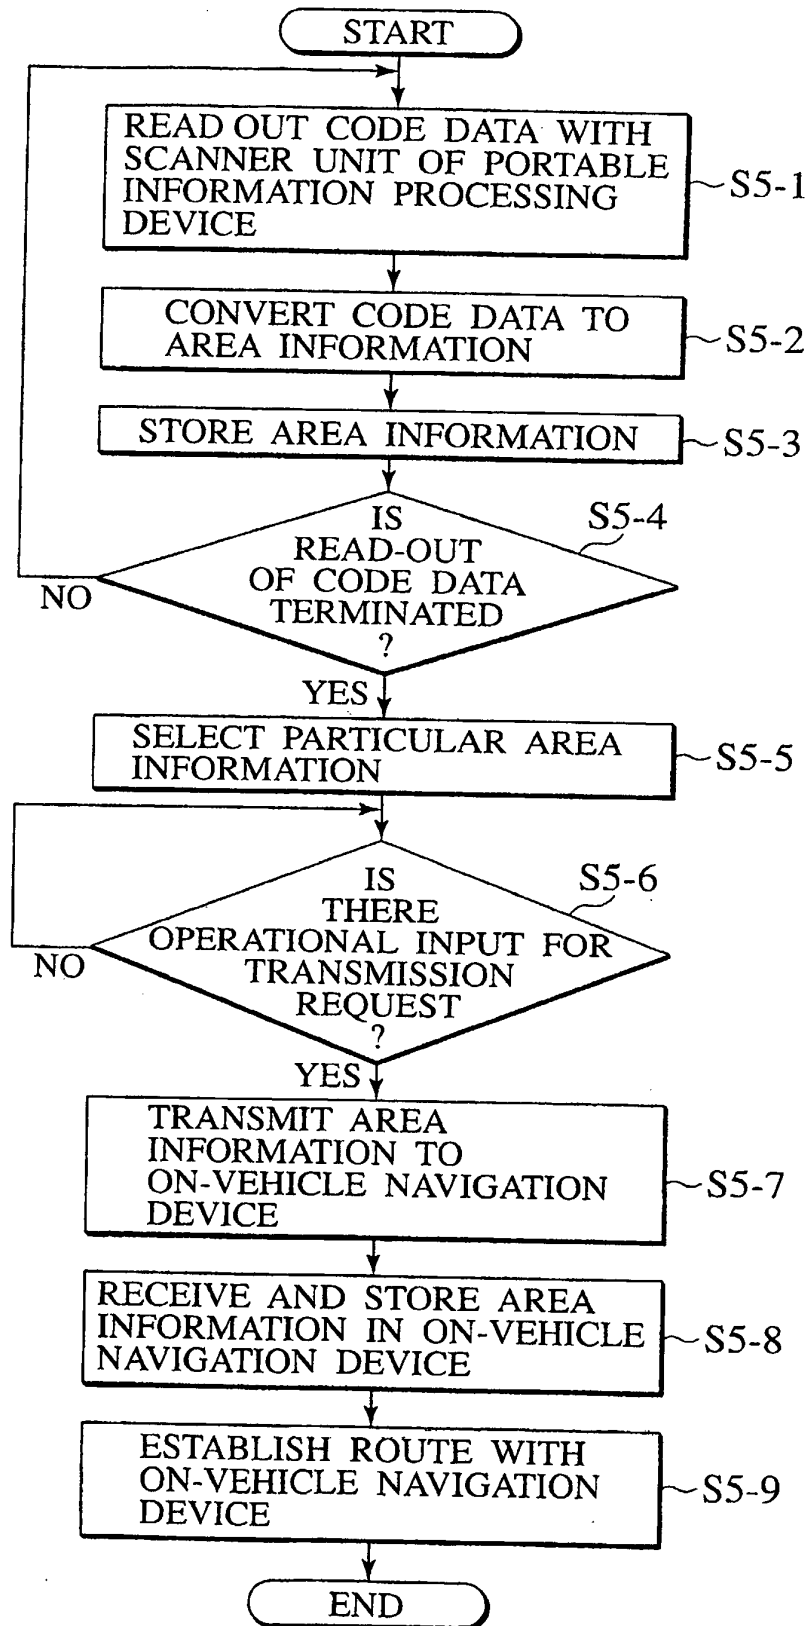 START
READ OUT CODE DATA WITH
SCANNER UNIT OF PORTABLE
INFORMATION PROCESSING
DEVICE
S5-1
CONVERT CODE DATA TO
AREA INFORMATION
S5-2
STORE AREA INFORMATION
S5-3
IS
READ-OUT
OF CODE DATA
TERMINATED
?
S5-4
NO
YES
SELECT PARTICULAR AREA
INFORMATION
S5-5
IS
THERE
OPERATIONAL INPUT FOR
TRANSMISSION
REQUEST
?
S5-6
NO
YES
TRANSMIT AREA
INFORMATION TO
ON-VEHICLE NAVIGATION
DEVICE
S5-7
RECEIVE AND STORE AREA
INFORMATION IN ON-VEHICLE
NAVIGATION DEVICE
S5-8
ESTABLISH ROUTE WITH
ON-VEHICLE NAVIGATION
DEVICE
S5-9
END